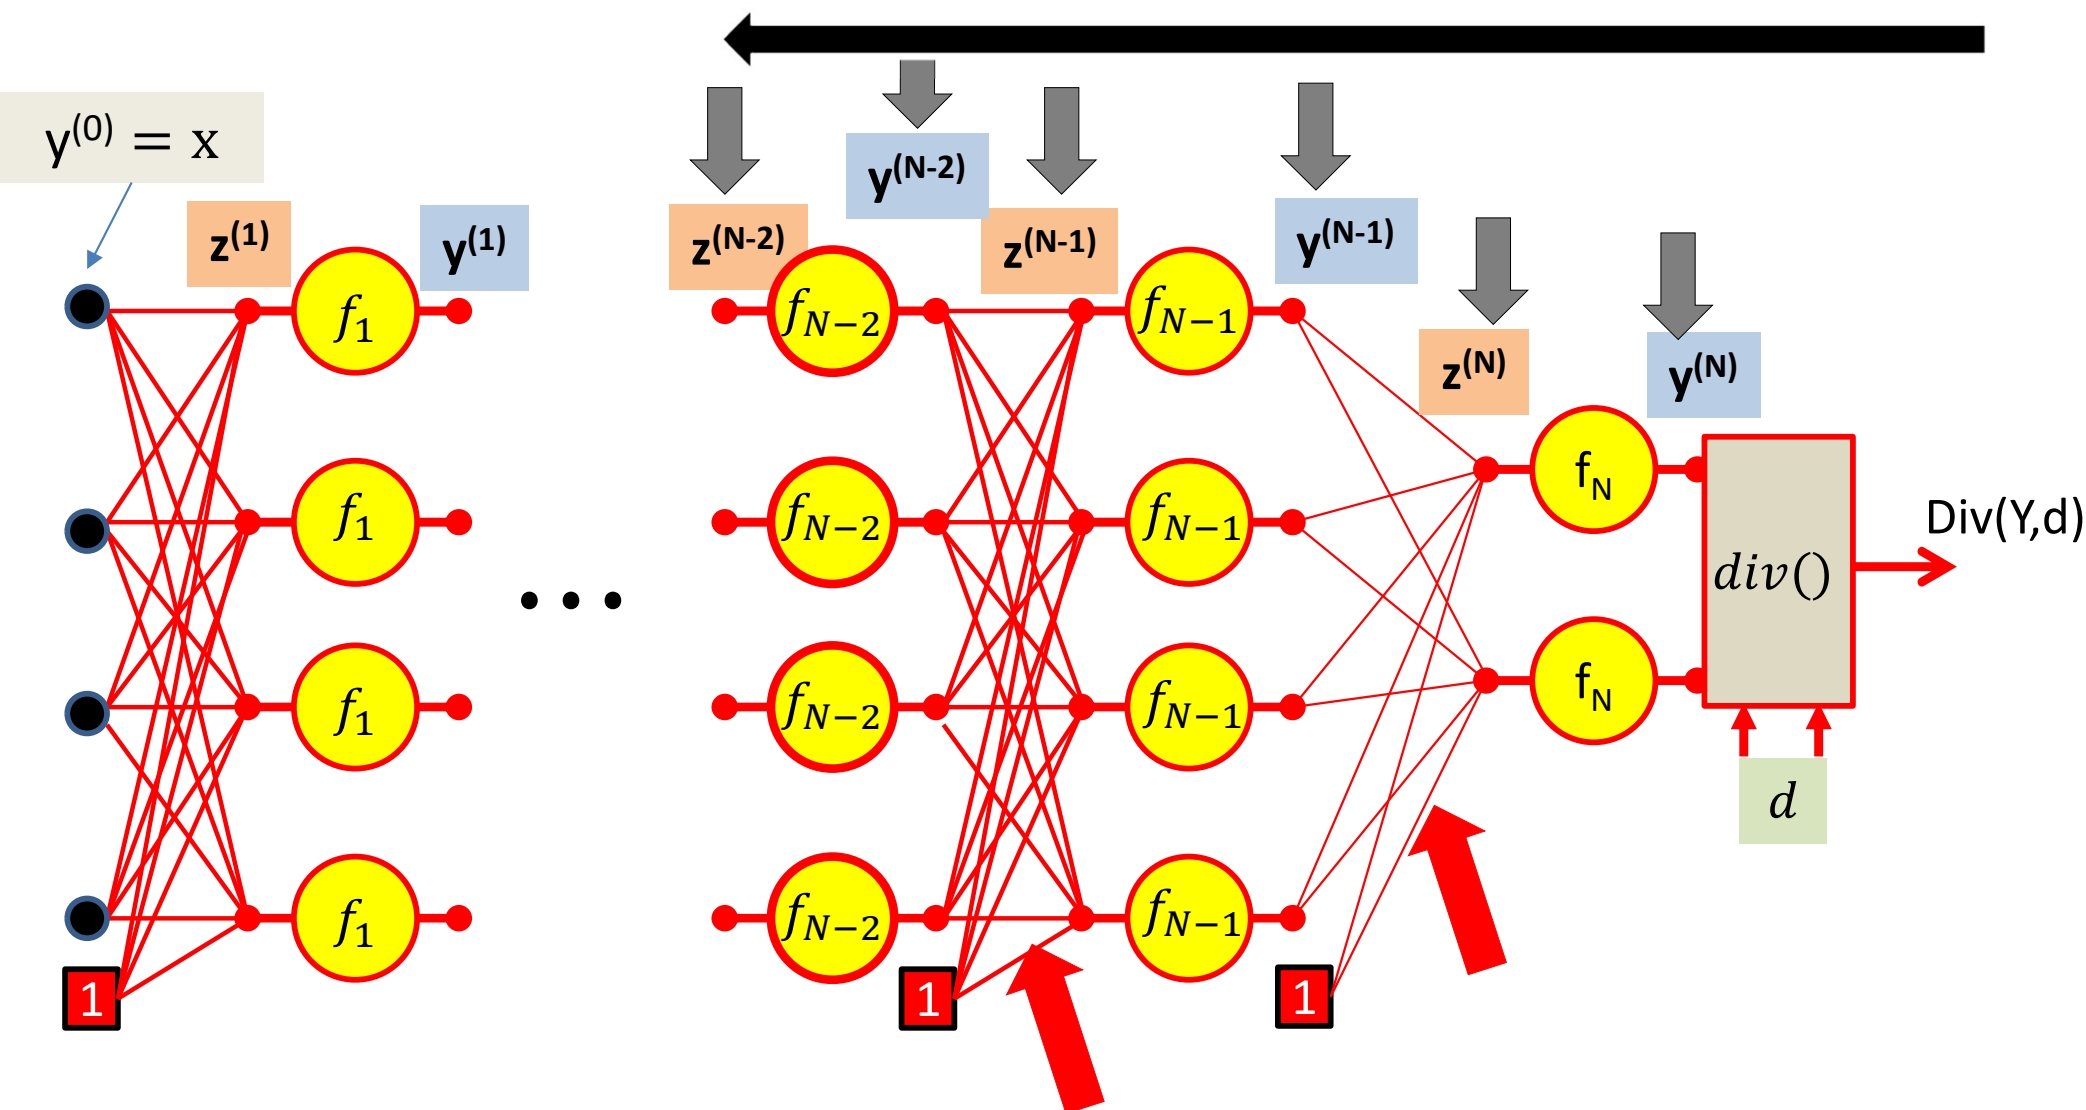 y(0) = x
z(1)
y(1)
z(N-2)
y(N-2)
z(N-1)
y(N-1)
z(N)
y(N)
f1
fN−2
fN−1
f1
fN−2
fN−1
fN
Div(Y,d)
div()
. . .
f1
fN−2
fN−1
fN
d
f1
fN−2
fN−1
1
1
1